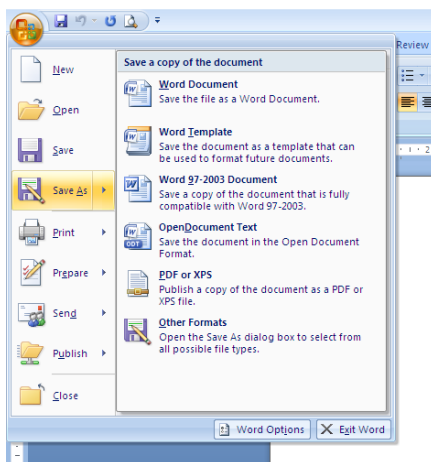 Review
New
Open
Save
Save As
Print
Prepare
Send
Publish
Close
Save a copy of the document
Word Document
Save the file as a Word Document.
Word Template
Save the document as a template that can
be used to format future documents.
Word 97-2003 Document
Save a copy of the document that is fully
compatible with Word 97-2003.
OpenDocument Text
Save the document in the Open Document
Format.
PDF or XPS
Publish a copy of the document as a PDF or
XPS file.
Other Formats
Open the Save As dialog box to select from
all possible file types.
Word Options
Exit Word
1
2
ODT